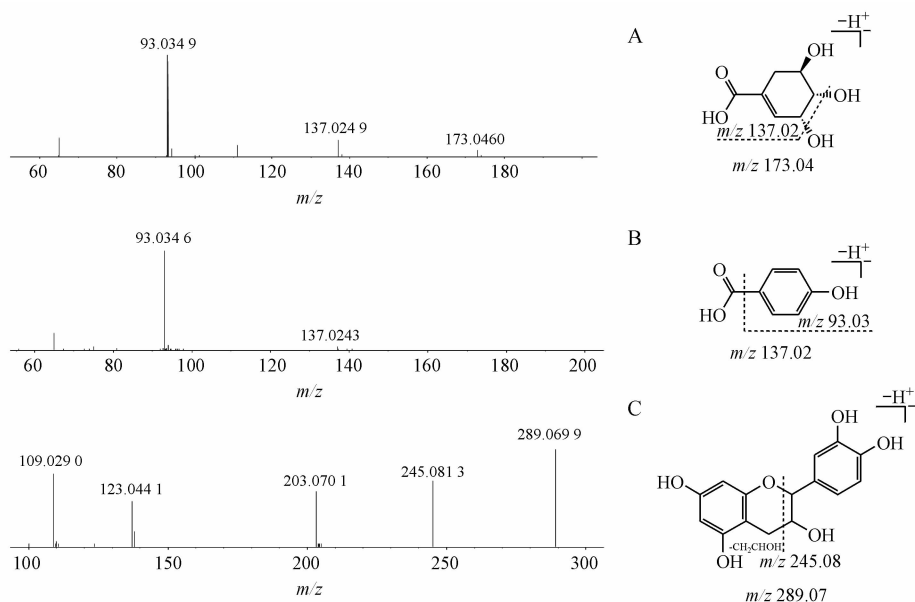 93.034 9
137.024 9
173.0460
60
80
100
120
140
160
180
m/z
A
−H⁺
OH
O
HO
OH
OH
m/z 137.02
m/z 173.04
93.034 6
137.0243
60
80
100
120
140
160
180
200
m/z
B
−H⁺
O
HO
OH
m/z 93.03
m/z 137.02
289.069 9
109.029 0
123.044 1
203.070 1
245.081 3
100
150
200
250
300
m/z
C
−H⁺
OH
OH
HO
O
OH
OH
-CH₂CHOH
m/z 245.08
m/z 289.07